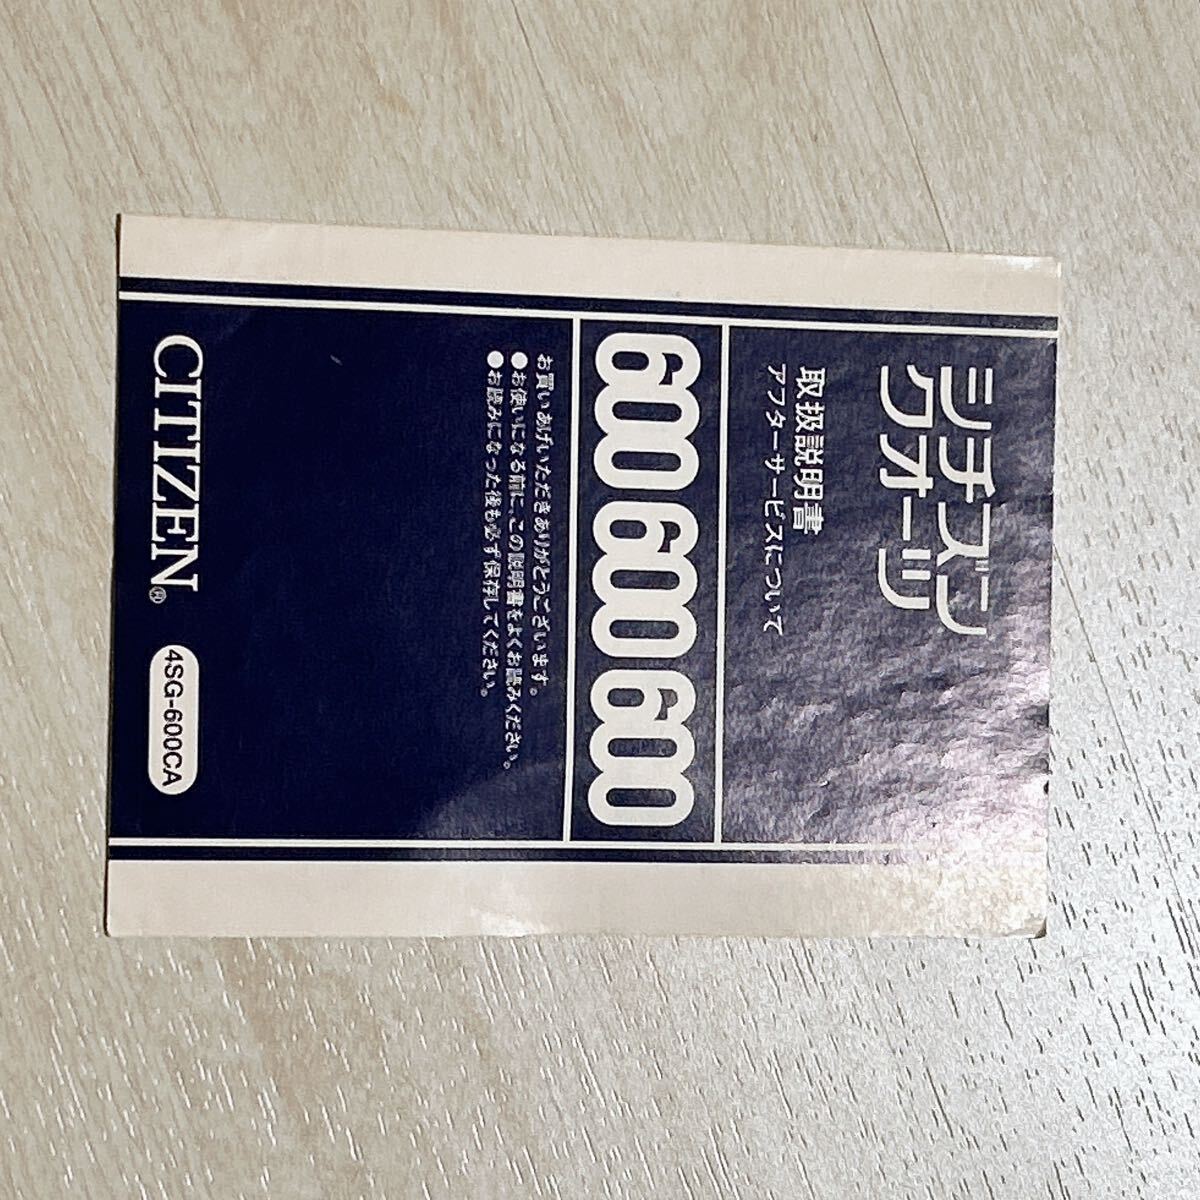 シチズン
クオーツ
取扱説明書
アフターサービスについて
600 600 600
お買いあげいただきありがとうございます。
●お使いになる前に、この説明書をよくお読みください。
●お読みになった後も必ず保存してください。
CITIZEN®
4SG-600CA